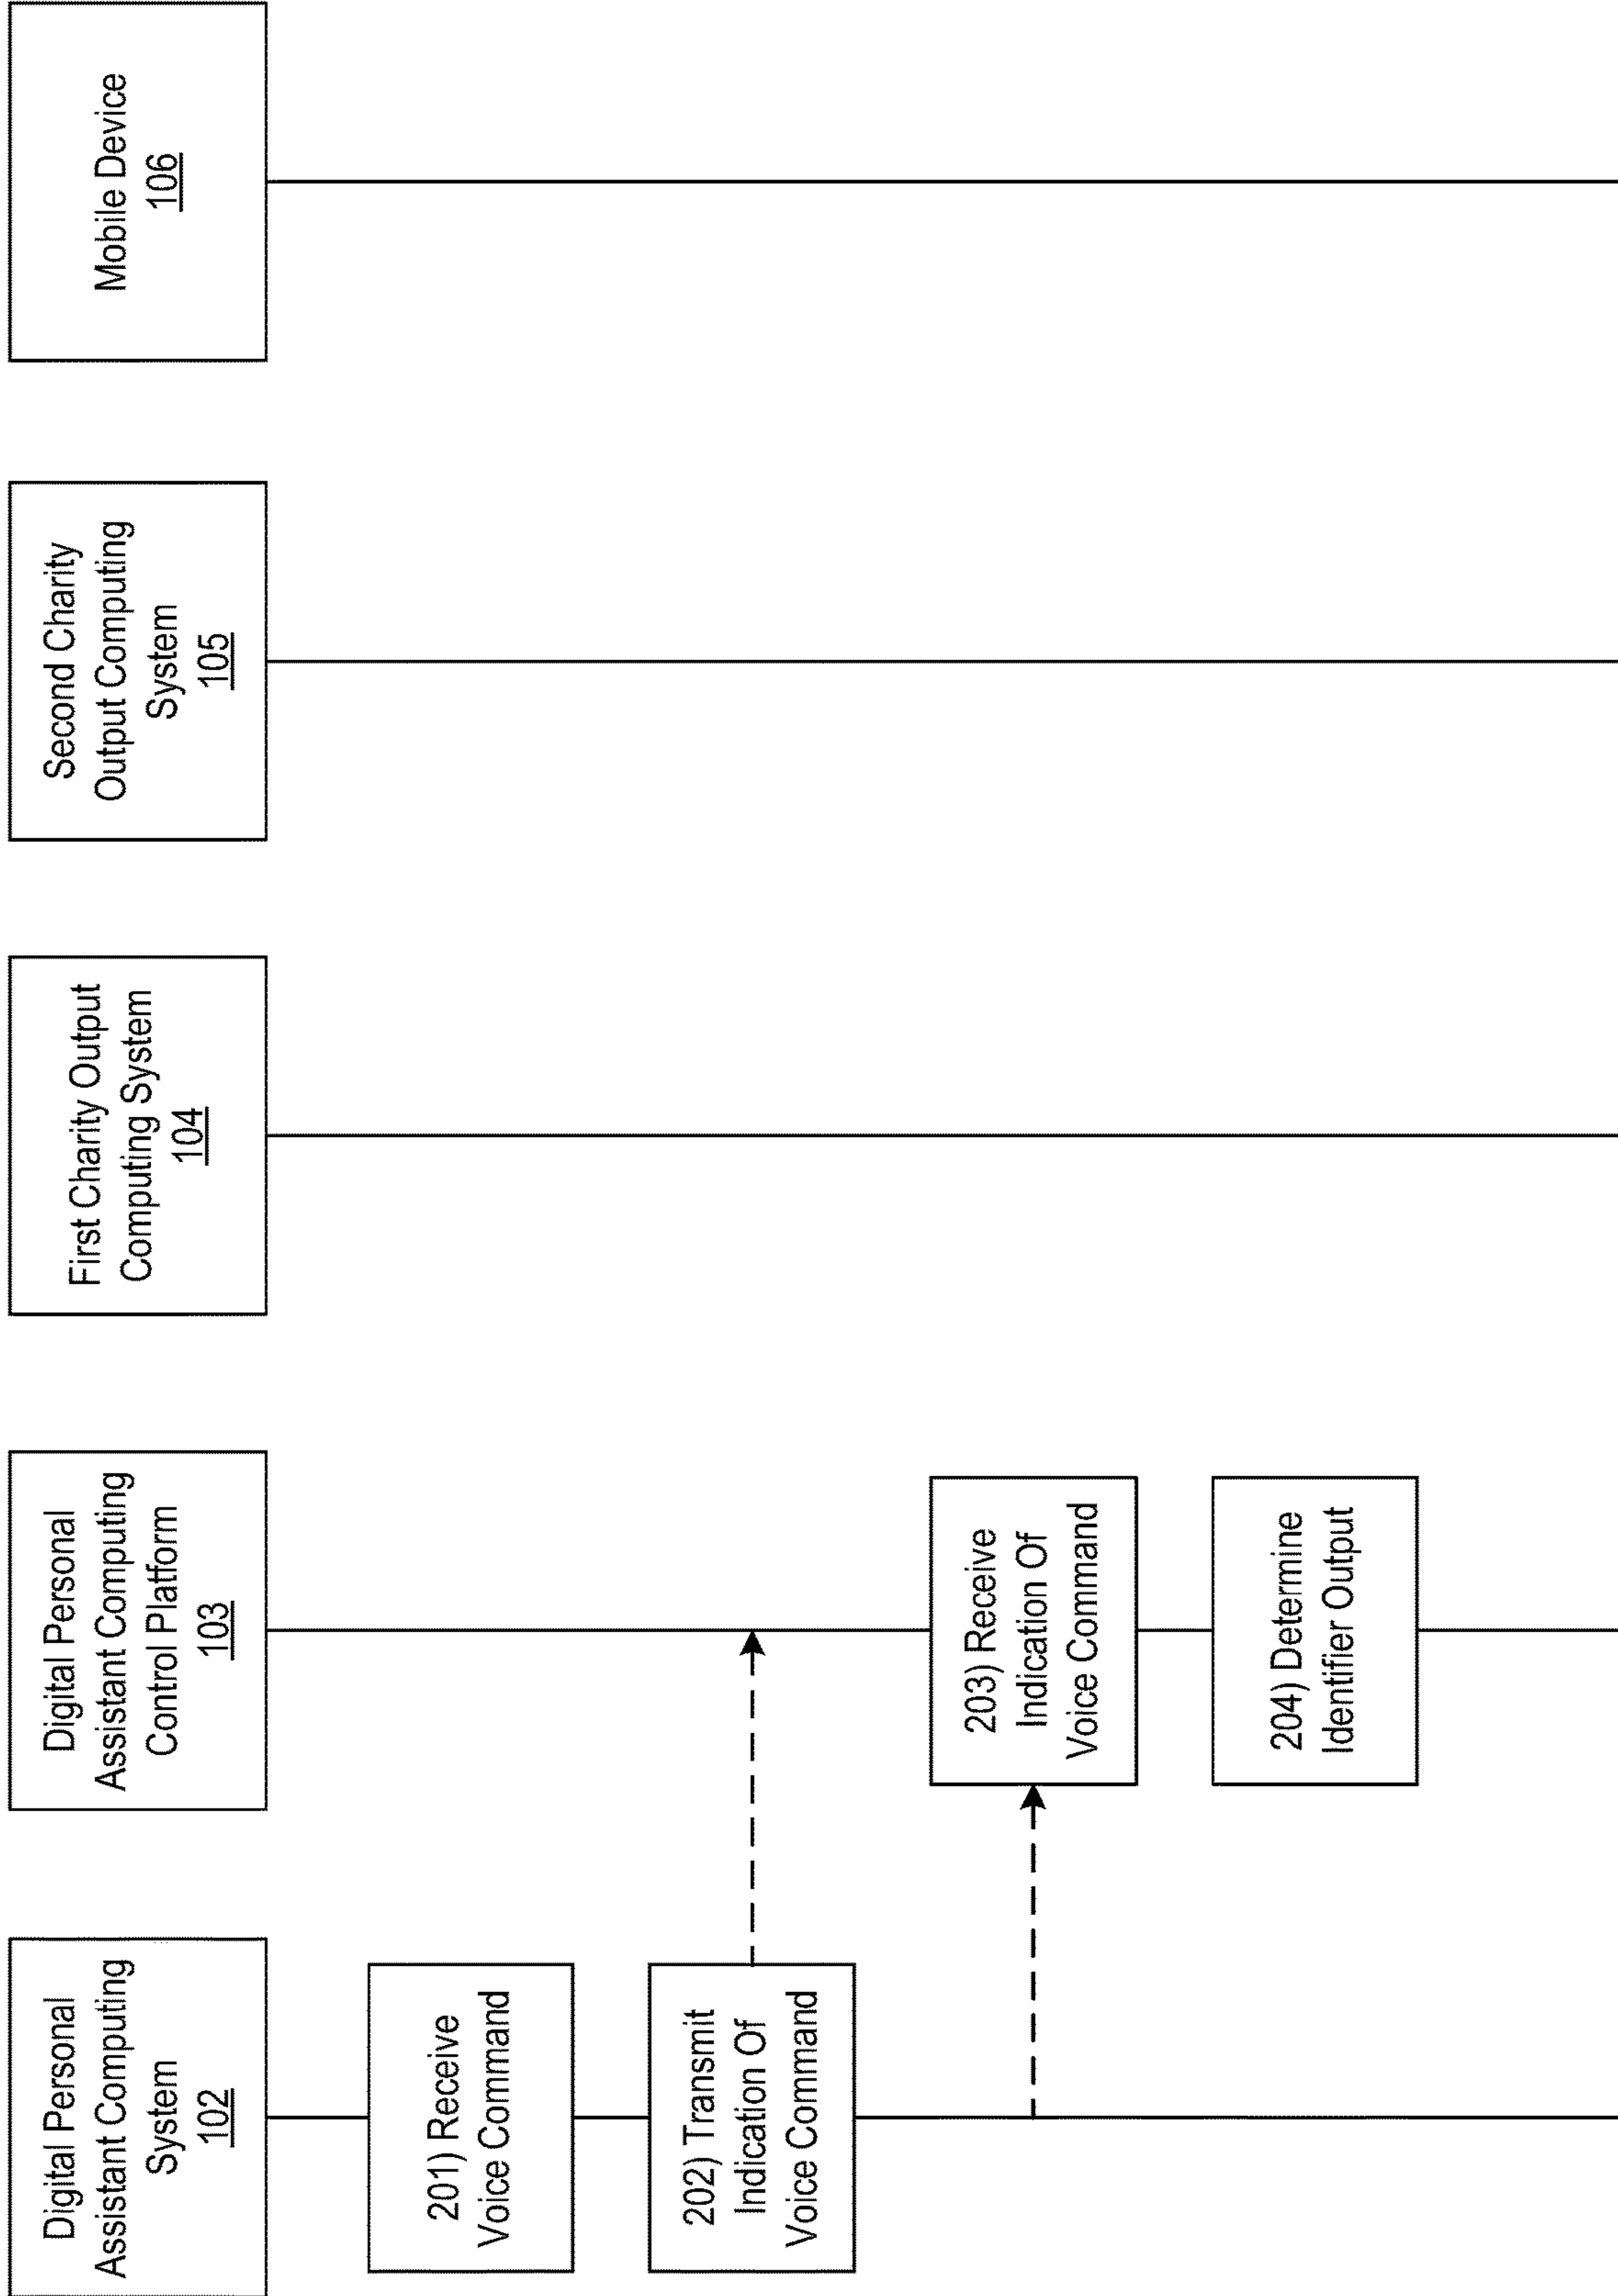 Digital Personal
Assistant Computing
System
102
Digital Personal
Assistant Computing
Control Platform
103
First Charity Output
Computing System
104
Second Charity
Output Computing
System
105
Mobile Device
106
201) Receive
Voice Command
202) Transmit
Indication Of
Voice Command
203) Receive
Indication Of
Voice Command
204) Determine
Identifier Output